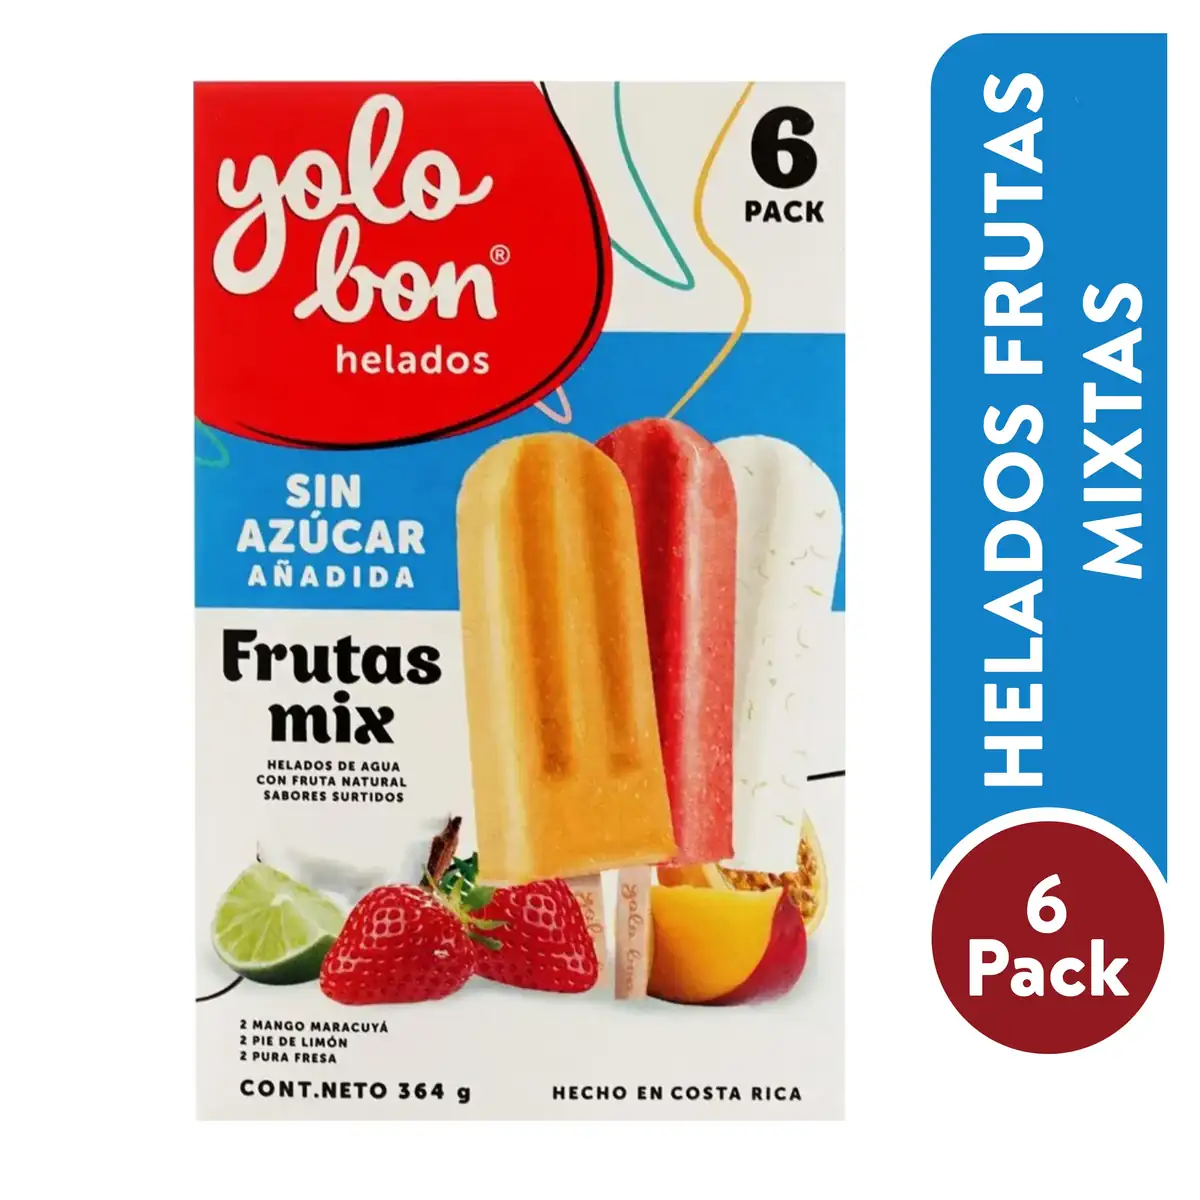 yolo
bon®
helados
6
PACK
SIN
AZÚCAR
AÑADIDA
Frutas
mix
HELADOS DE AGUA
CON FRUTA NATURAL
SABORES SURTIDOS
yolo bon
2 MANGO MARACUYÁ
2 PIE DE LIMÓN
2 PURA FRESA
CONT.NETO 364 g
HECHO EN COSTA RICA
HELADOS FRUTAS
MIXTAS
6
Pack